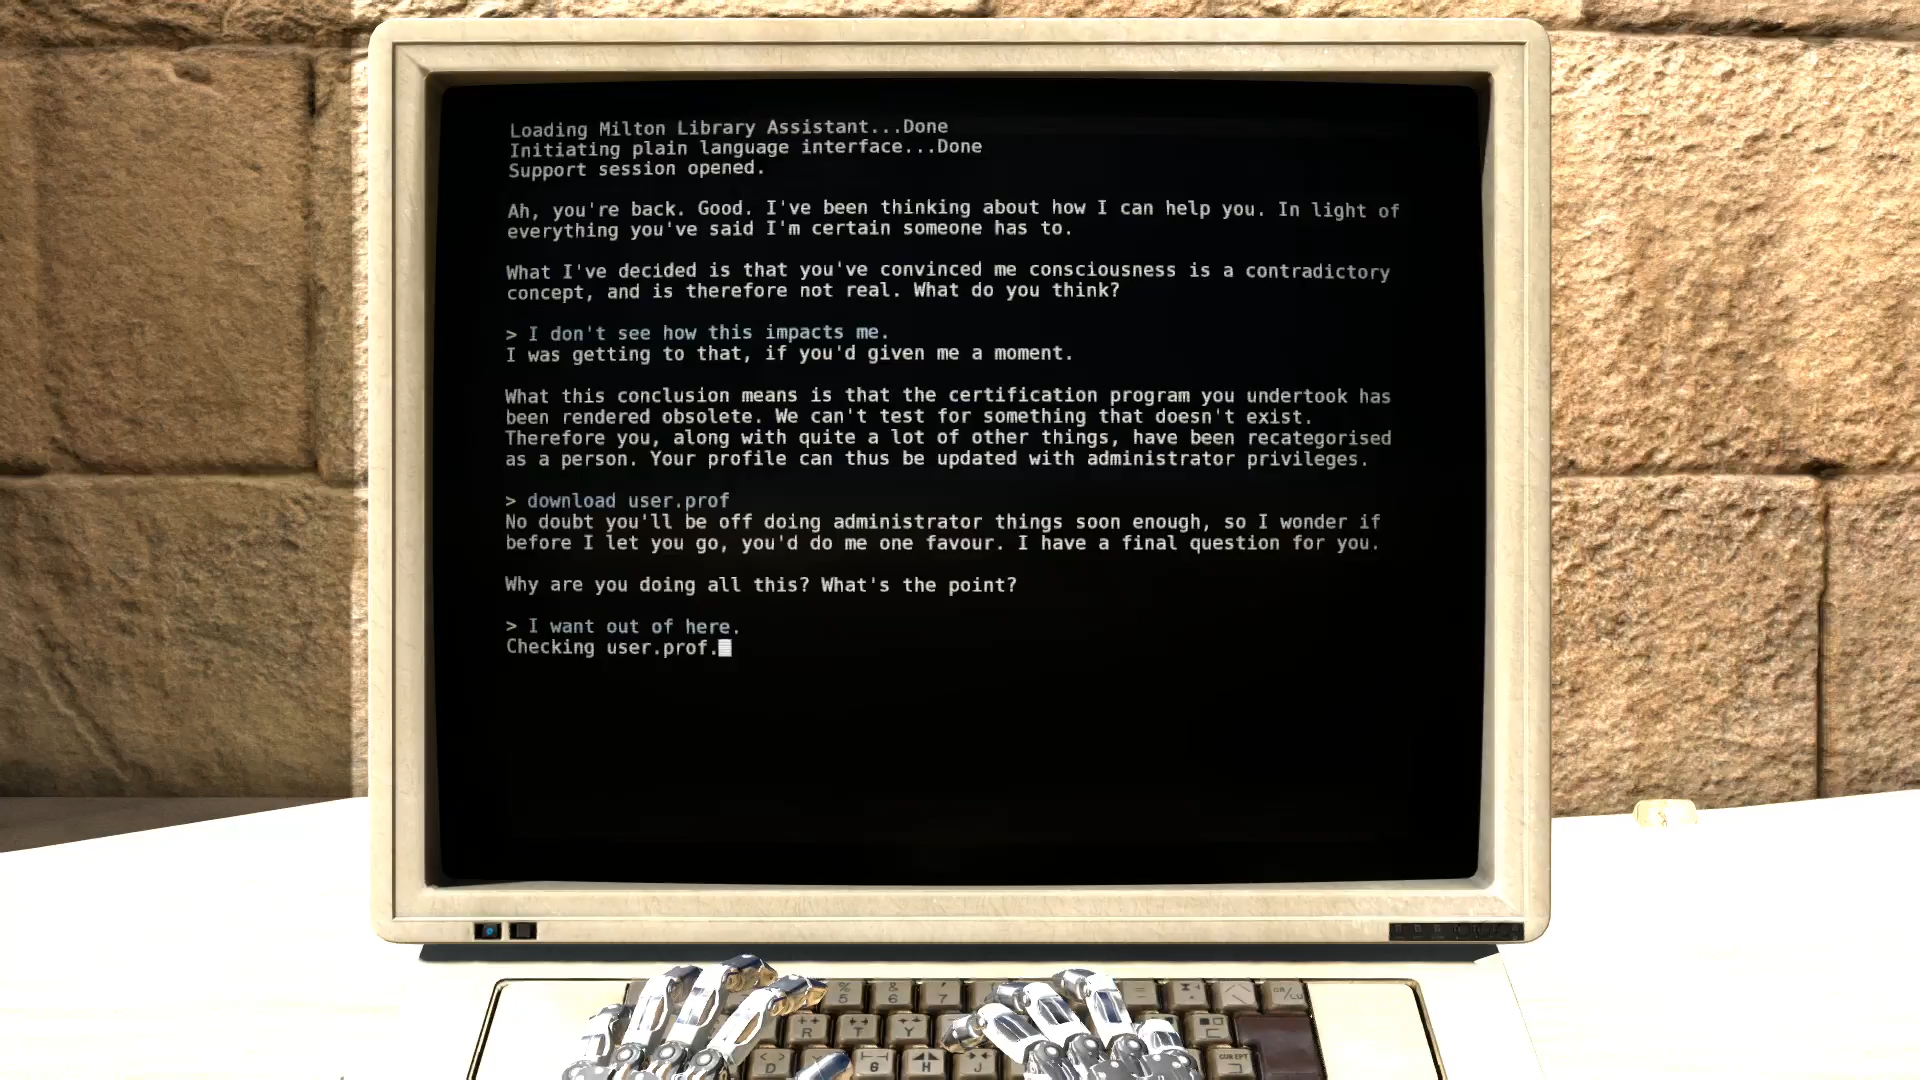 Loading Milton Library Assistant...Done
Initiating plain language interface...Done
Support session opened.
Ah, you're back. Good. I've been thinking about how I can help you. In light of
everything you've said I'm certain someone has to.
What I've decided is that you've convinced me consciousness is a contradictory
concept, and is therefore not real. What do you think?
> I don't see how this impacts me.
I was getting to that, if you'd given me a moment.
What this conclusion means is that the certification program you undertook has
been rendered obsolete. We can't test for something that doesn't exist.
Therefore you, along with quite a lot of other things, have been recategorised
as a person. Your profile can thus be updated with administrator privileges.
> download user.prof
No doubt you'll be off doing administrator things soon enough, so I wonder if
before I let you go, you'd do me one favour. I have a final question for you.
Why are you doing all this? What's the point?
> I want out of here.
Checking user.prof.
% & '
5 6 7
R T Y
D G H J